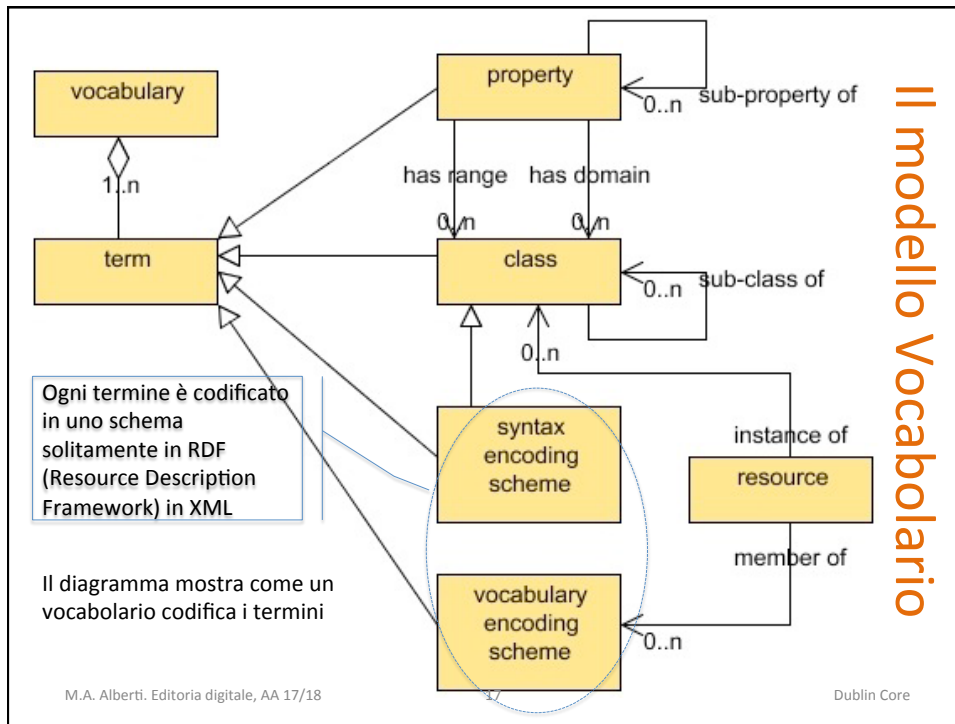 Il modello Vocabolario
property
vocabulary
0..n
sub-property of
1..n
has range
has domain
0..n
0..n
term
class
0..n
sub-class of
0..n
Ogni termine è codificato
in uno schema
solitamente in RDF
(Resource Description
Framework) in XML
syntax
encoding
scheme
instance of
resource
member of
Il diagramma mostra come un
vocabolario codifica i termini
vocabulary
encoding
scheme
0..n
M.A. Alberti. Editoria digitale, AA 17/18
17
Dublin Core